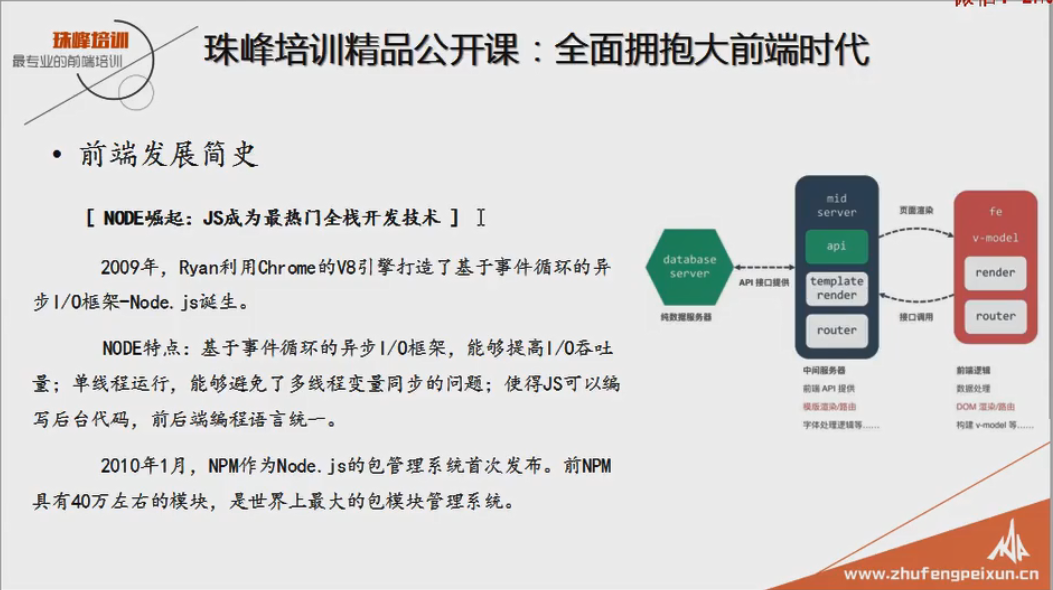 珠峰培训
最专业的前端培训
珠峰培训精品公开课：全面拥抱大前端时代
• 前端发展简史
[ NODE崛起：JS成为最热门全栈开发技术 ]
2009年，Ryan利用Chrome的V8引擎打造了基于事件循环的异
步I/O框架-Node.js诞生。
NODE特点：基于事件循环的异步I/O框架，能够提高I/O吞吐
量；单线程运行，能够避免了多线程变量同步的问题；使得JS可以编
写后台代码，前后端编程语言统一。
2010年1月，NPM作为Node.js的包管理系统首次发布。前NPM
具有40万左右的模块，是世界上最大的包模块管理系统。
database
server
纯数据服务器
API 接口提供
mid
server
api
template
render
router
中间服务器
前端 API 提供
模版渲染/路由
字体处理逻辑等......
页面渲染
接口调用
fe
v-model
render
router
前端逻辑
数据处理
DOM 渲染/路由
构建 v-model 等......
www.zhufengpeixun.cn